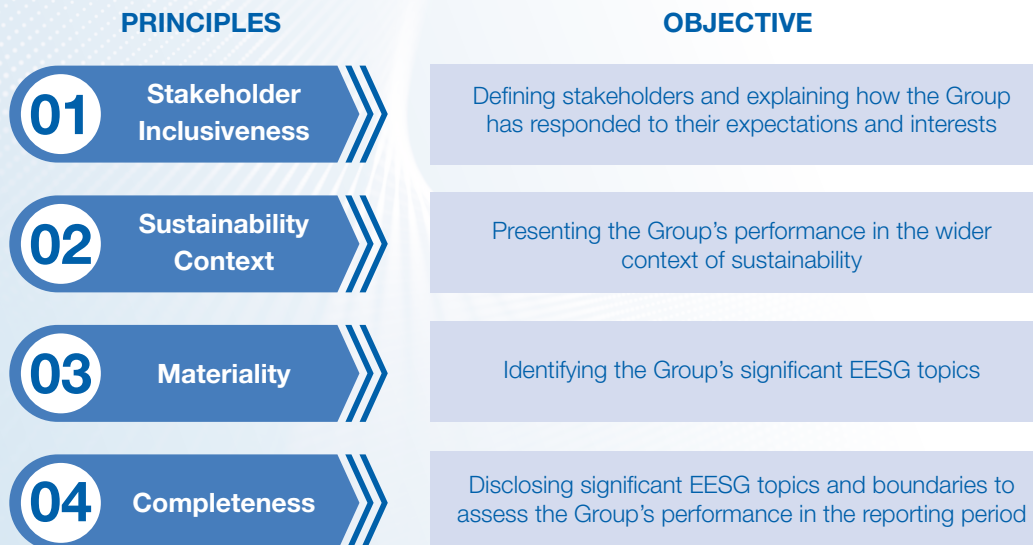 PRINCIPLES
OBJECTIVE
01
Stakeholder
Inclusiveness
Defining stakeholders and explaining how the Group
has responded to their expectations and interests
02
Sustainability
Context
Presenting the Group’s performance in the wider
context of sustainability
03
Materiality
Identifying the Group’s significant EESG topics
04
Completeness
Disclosing significant EESG topics and boundaries to
assess the Group’s performance in the reporting period